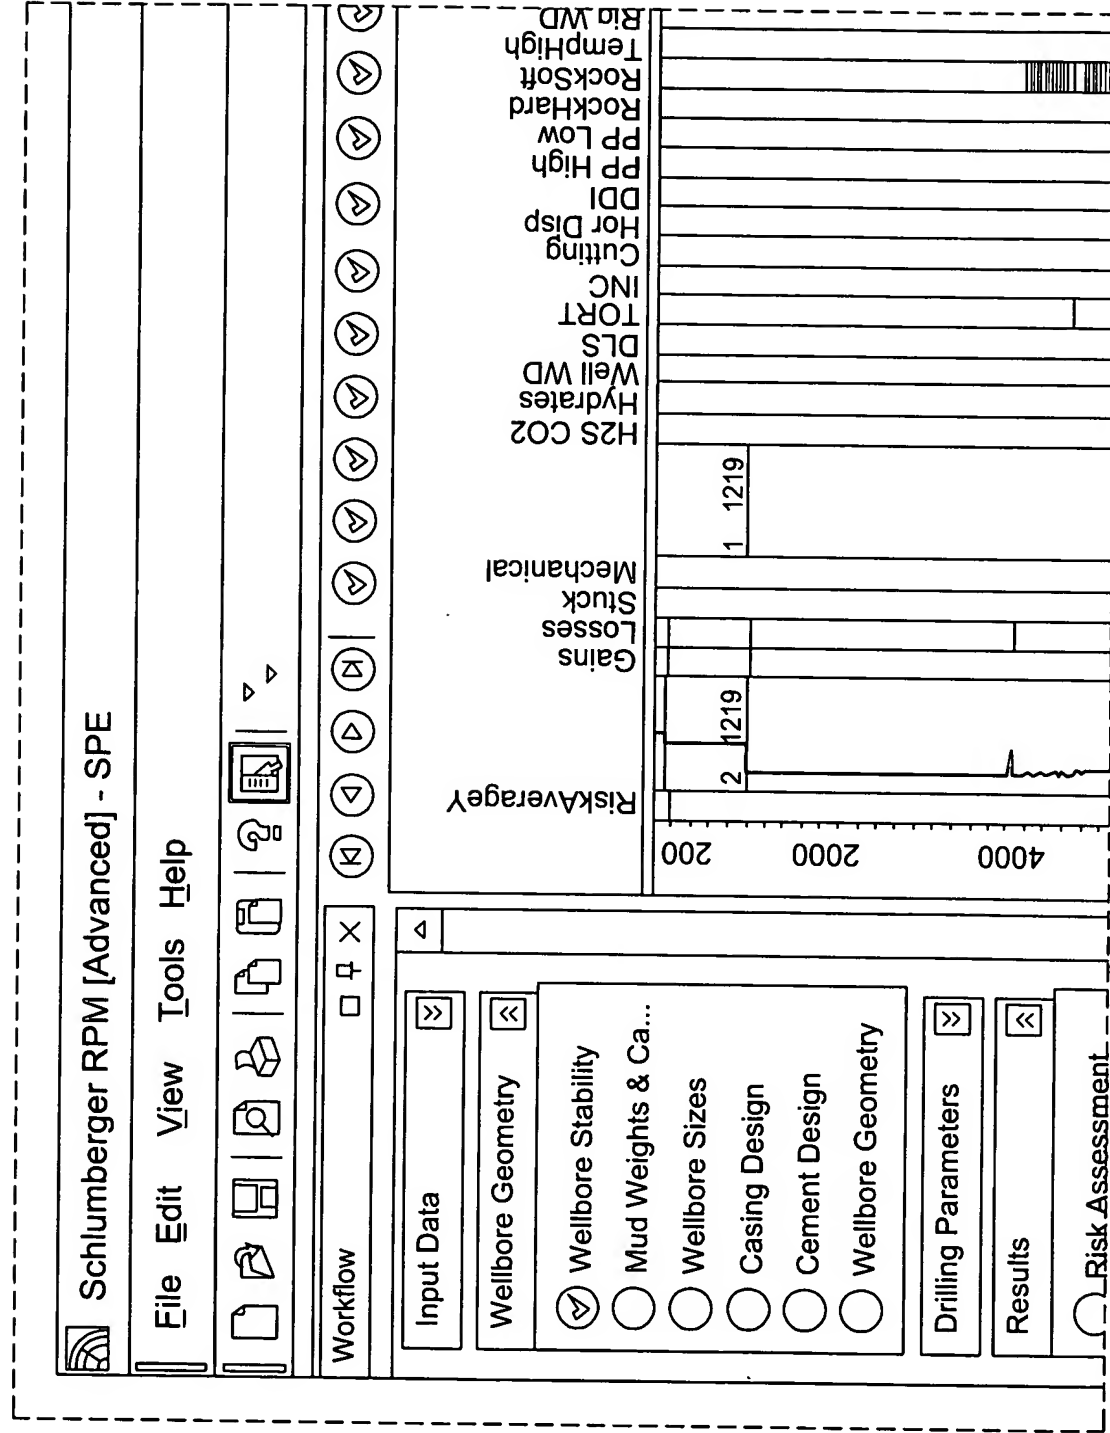 Schlumberger RPM [Advanced] - SPE
File Edit View Tools Help
Workflow
Input Data
Wellbore Geometry
Wellbore Stability
Mud Weights & Ca...
Wellbore Sizes
Casing Design
Cement Design
Wellbore Geometry
Drilling Parameters
Results
Risk Assessment
RiskAverageY
Gains
Losses
Stuck
Mechanical
H2S CO2
Hydrates
Well WD
DLS
TORT
INC
Cutting
Hor Disp
DDI
PP High
PP Low
RockHard
RockSoft
TempHigh
Rig WD
200
2 1219
1 1219
2000
4000